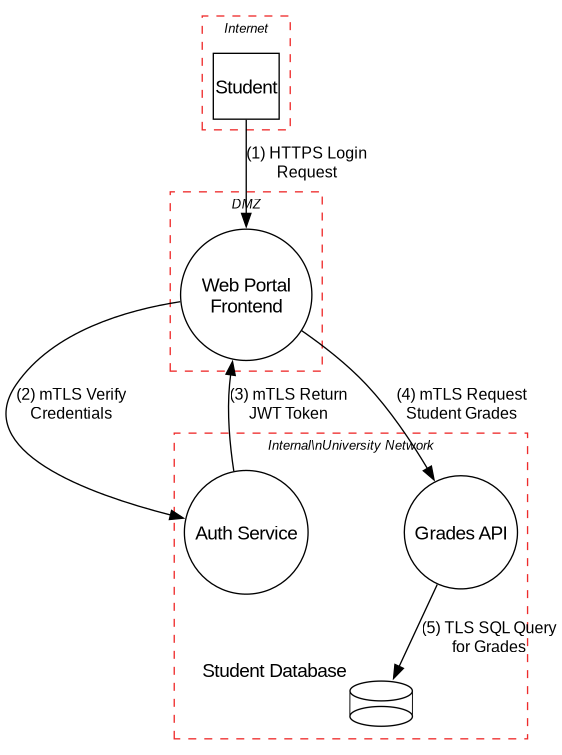 Internet
Student
(1) HTTPS Login
Request
DMZ
Web Portal
Frontend
(2) mTLS Verify
Credentials
(3) mTLS Return
JWT Token
(4) mTLS Request
Student Grades
Internal\nUniversity Network
Auth Service
Grades API
(5) TLS SQL Query
for Grades
Student Database